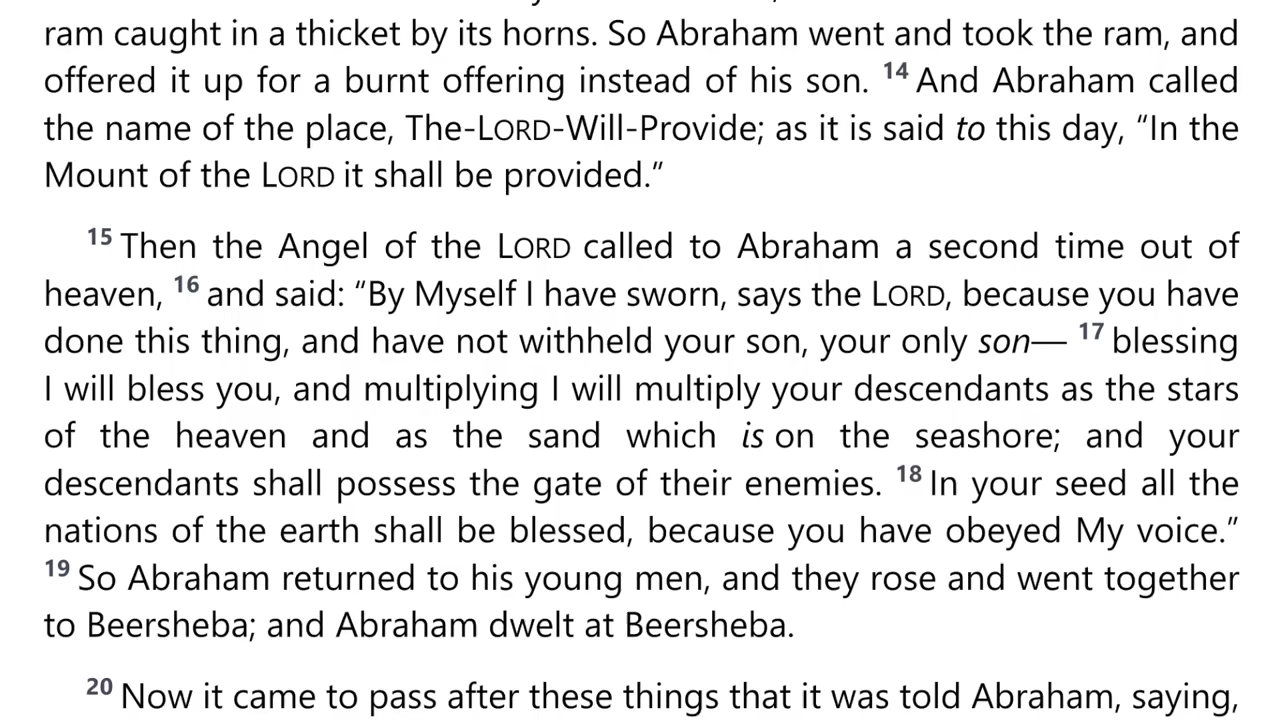 ram caught in a thicket by its horns. So Abraham went and took the ram, and
offered it up for a burnt offering instead of his son. 14 And Abraham called
the name of the place, The-LORD-Will-Provide; as it is said to this day, “In the
Mount of the LORD it shall be provided.”
15 Then the Angel of the LORD called to Abraham a second time out of
heaven, 16 and said: “By Myself I have sworn, says the LORD, because you have
done this thing, and have not withheld your son, your only son— 17 blessing
I will bless you, and multiplying I will multiply your descendants as the stars
of the heaven and as the sand which is on the seashore; and your
descendants shall possess the gate of their enemies. 18 In your seed all the
nations of the earth shall be blessed, because you have obeyed My voice.”
19 So Abraham returned to his young men, and they rose and went together
to Beersheba; and Abraham dwelt at Beersheba.
20 Now it came to pass after these things that it was told Abraham, saying,